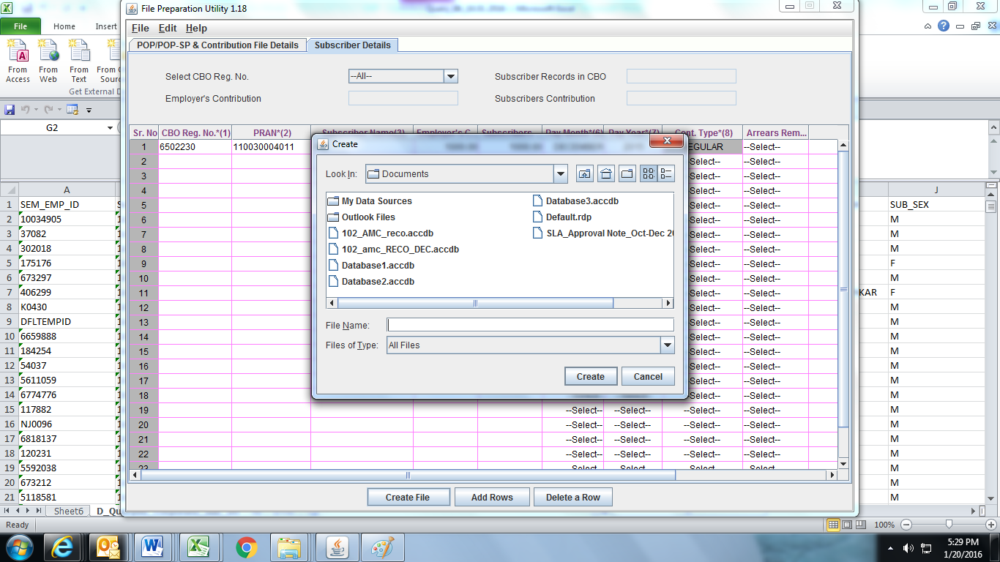 File Preparation Utility 1.18
File Home Insert
From Access
From Web
From Text
From
Get External D
G2
A
SEM_EMP_ID
1
2 10034905
3 37082
4 302018
5 175176
6 673297
7 406299
8 K0430
9 DFLTEMPID
10 6659888
11 184254
12 54037
13 5611059
14 6774776
15 117882
16 NJ0096
17 6818137
18 120231
19 5592038
20 673212
21 5118581
Sheet6
Ready
File Edit Help
POP/POP-SP & Contribution File Details Subscriber Details
Select CBO Reg. No. --All-- Subscriber Records in CBO
Employer's Contribution Subscribers Contribution
Sr. No CBO Reg. No.*(1) PRAN*(2) Subscriber Name(3) Employer's C... Subscribers Pay Month*(6) Pay Year*(7) Cont. Type*(8) Arrears Rem...
1 6502230 110030004011 EGULAR --Select--
2 Select-- --Select--
3 Select-- --Select--
4 Select-- --Select--
5 Select-- --Select--
6 Select-- --Select--
7 Select-- --Select--
8 Select-- --Select--
9 Select-- --Select--
10 Select-- --Select--
11 Select-- --Select--
12 Select-- --Select--
13 Select-- --Select--
14 Select-- --Select--
15 Select-- --Select--
16 Select-- --Select--
17 Select-- --Select--
18 Select-- --Select--
19 --Select-- --Select-- --Select-- --Select--
20 --Select-- --Select-- --Select-- --Select--
21 --Select-- --Select-- --Select-- --Select--
22 --Select-- --Select-- --Select-- --Select--
23 --Select-- --Select-- --Select-- --Select--
Create File Add Rows Delete a Row
Create
Look In: Documents
My Data Sources
Outlook Files
102_AMC_reco.accdb
102_amc_RECO_DEC.accdb
Database1.accdb
Database2.accdb
Database3.accdb
Default.rdp
SLA_Approval Note_Oct-Dec 20
File Name:
Files of Type: All Files
Create Cancel
J
SUB_SEX
M
M
M
F
M
KAR F
M
M
M
M
M
M
M
M
M
M
M
M
M
M
100%
5:29 PM
1/20/2016